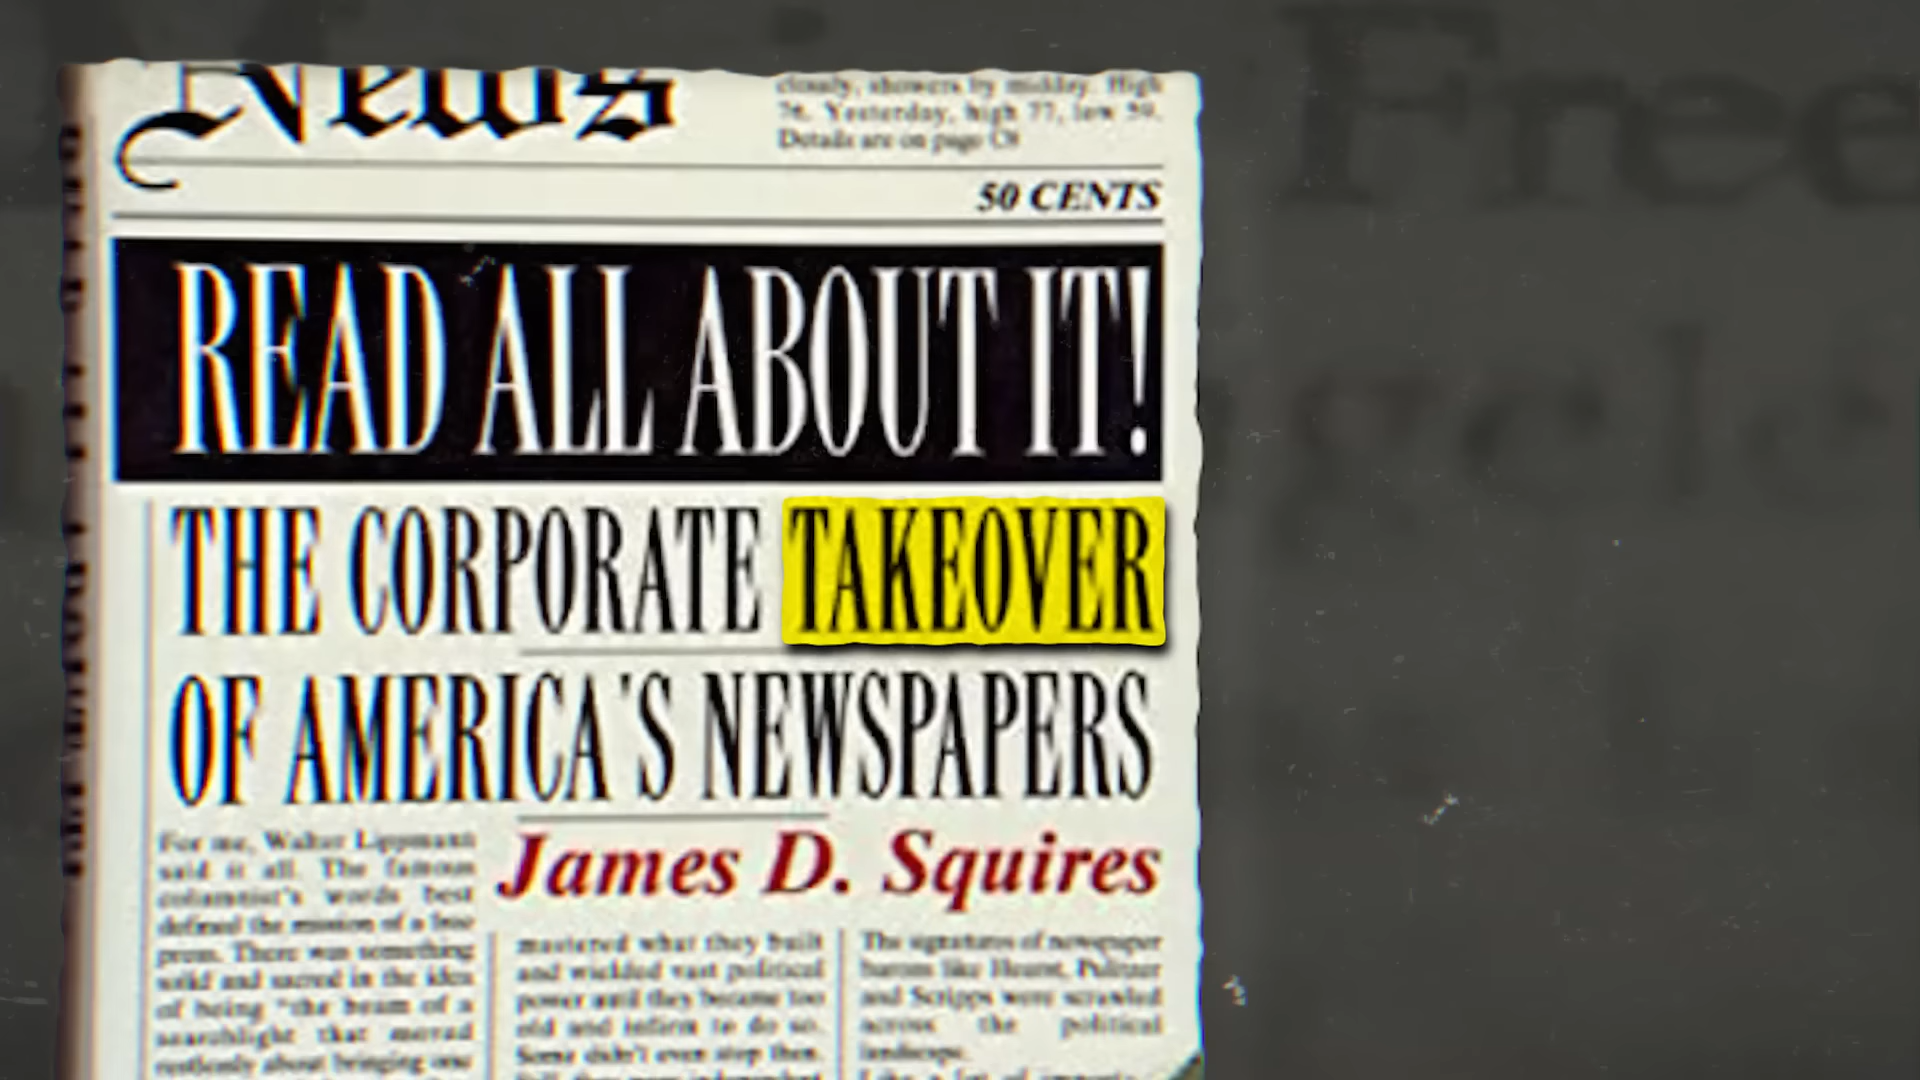 News
cloudy, showers by midday. High
76. Yesterday, high 77, low 59.
Details are on page C8
50 CENTS
READ ALL ABOUT IT!
THE CORPORATE TAKEOVER
OF AMERICA'S NEWSPAPERS
James D. Squires
For me, Walter Lippmann
said it all. The famous
columnist's words best
defined the mission of a free
press. There was something
solid and sacred in the idea
of being "the beam of a
searchlight that moved
restlessly about bringing one
mastered what they built
and wielded vast political
power until they became too
old and infirm to do so.
Some didn't even stop then.
The signatures of newspaper
barons like Hearst, Pulitzer
and Scripps were scrawled
across the political
landscape.
Free